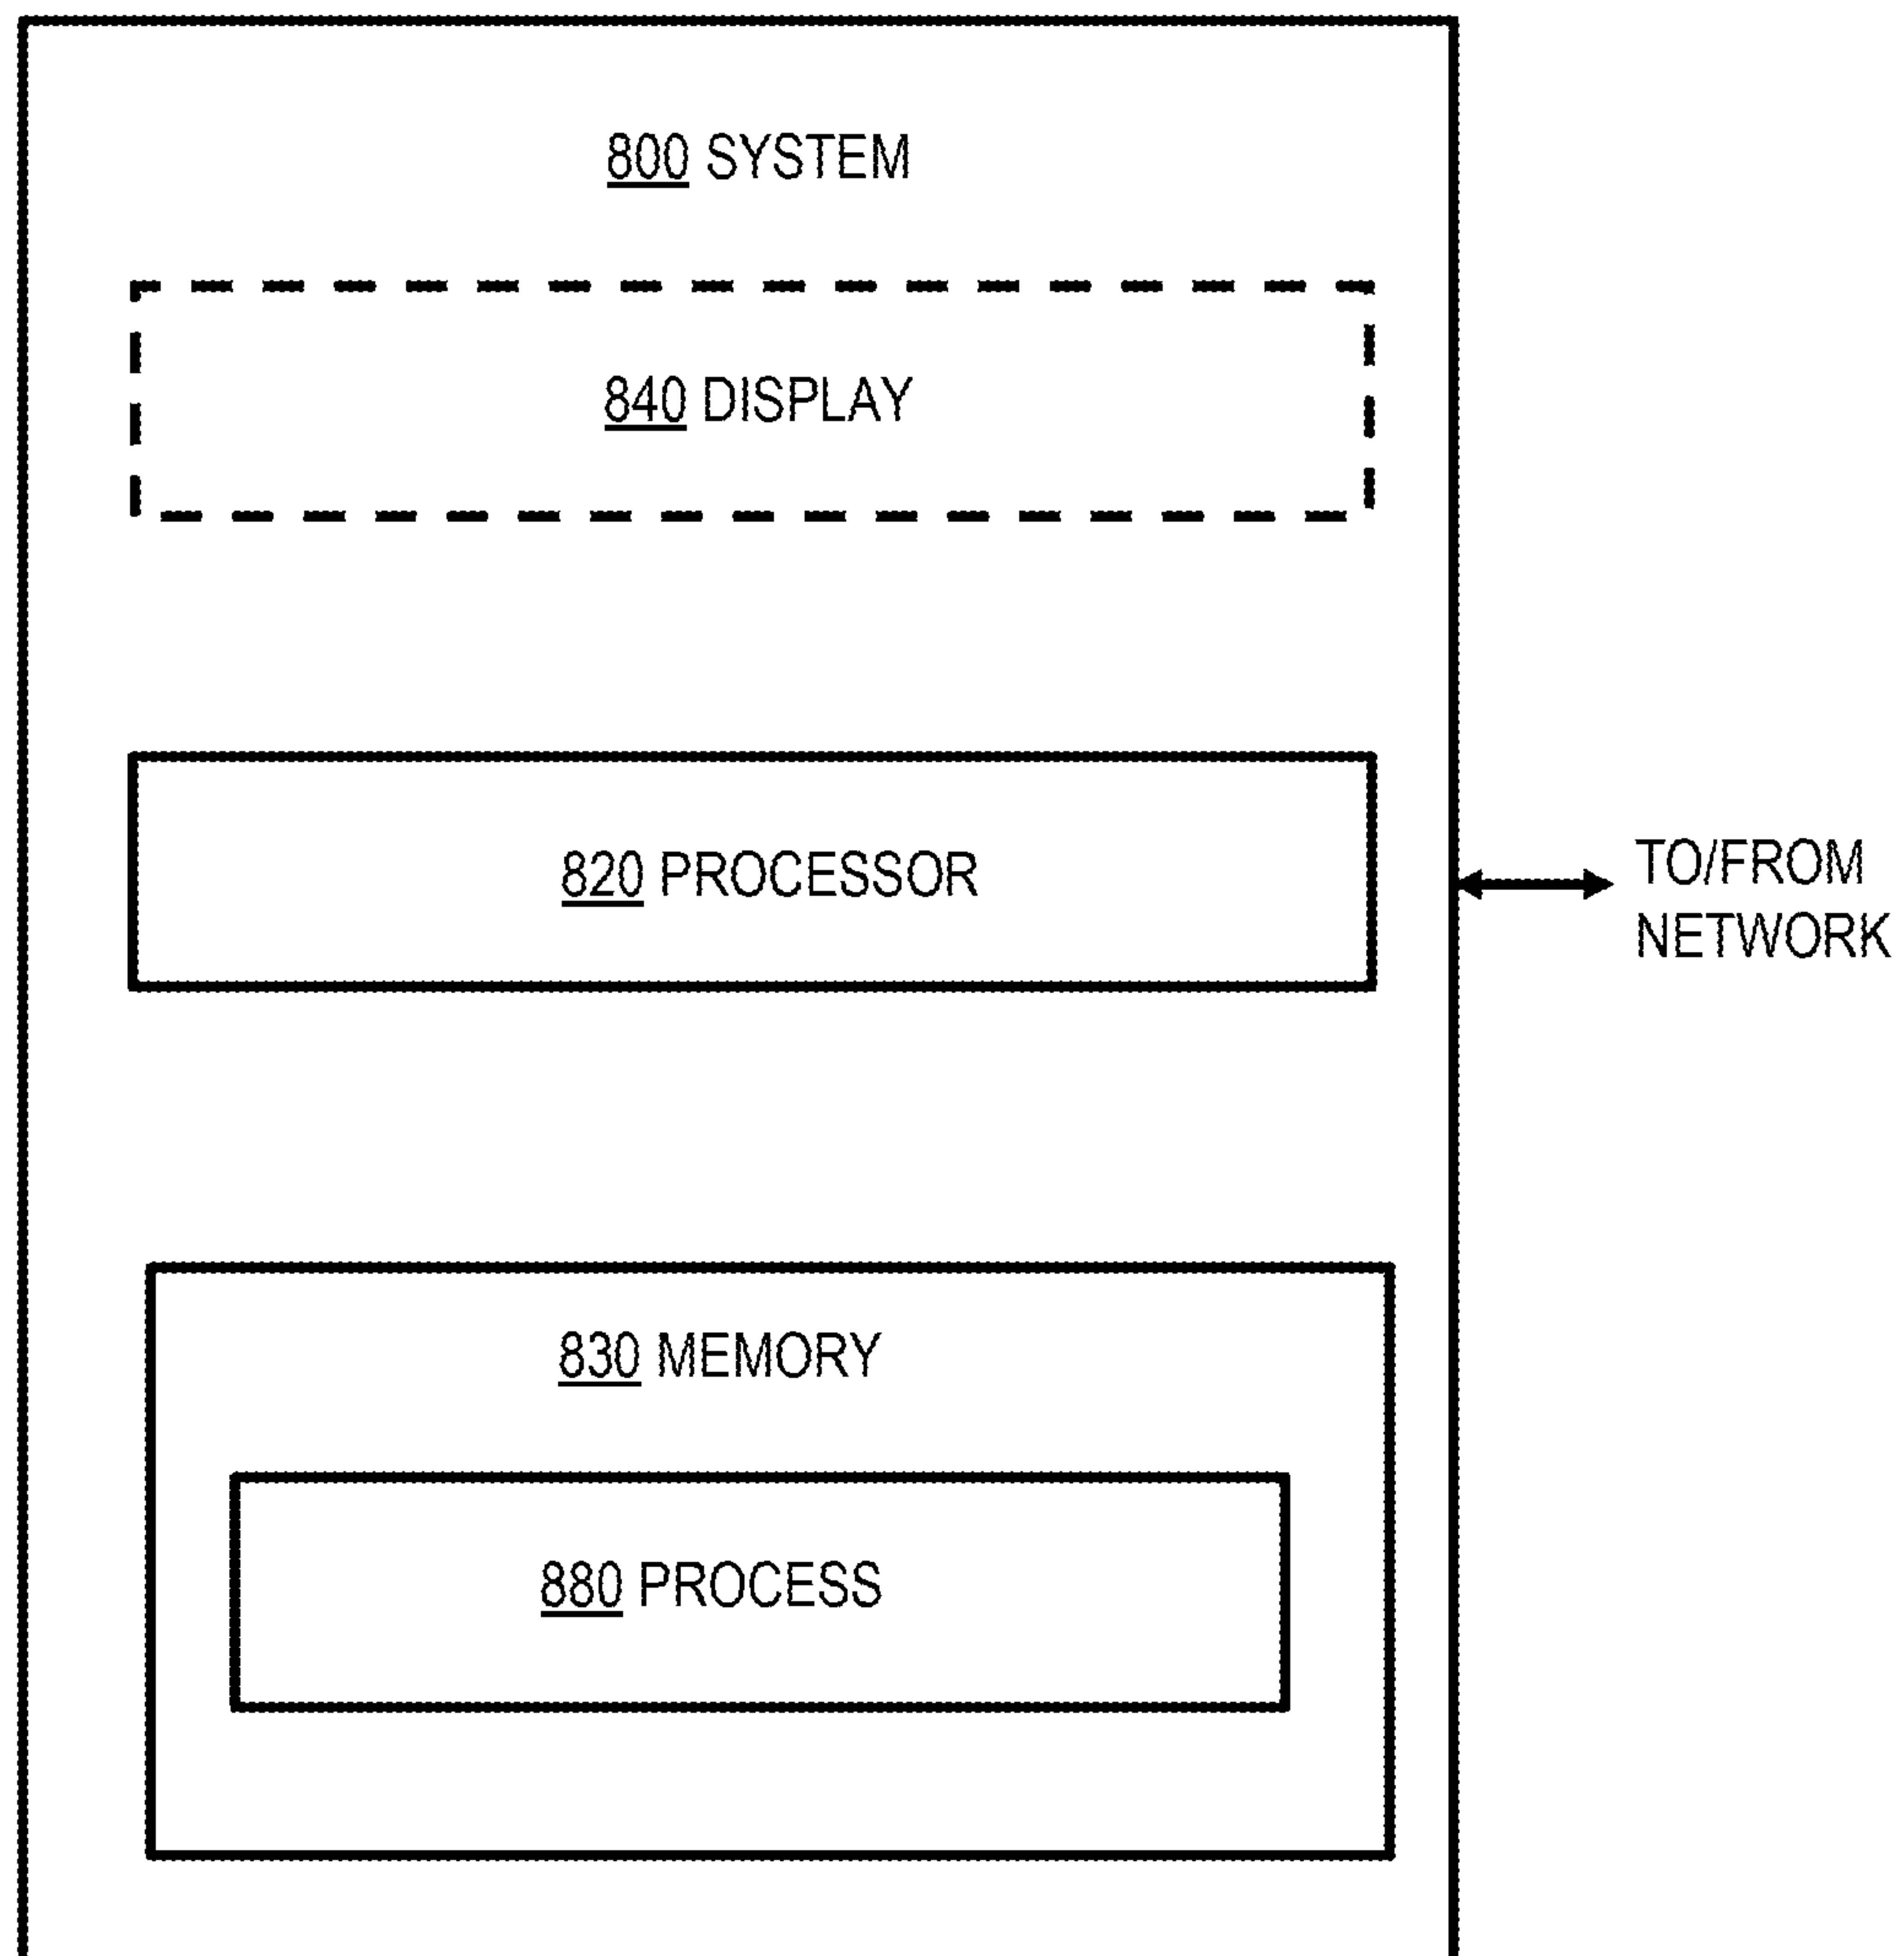 800 SYSTEM
840 DISPLAY
820 PROCESSOR
TO/FROM
NETWORK
830 MEMORY
880 PROCESS